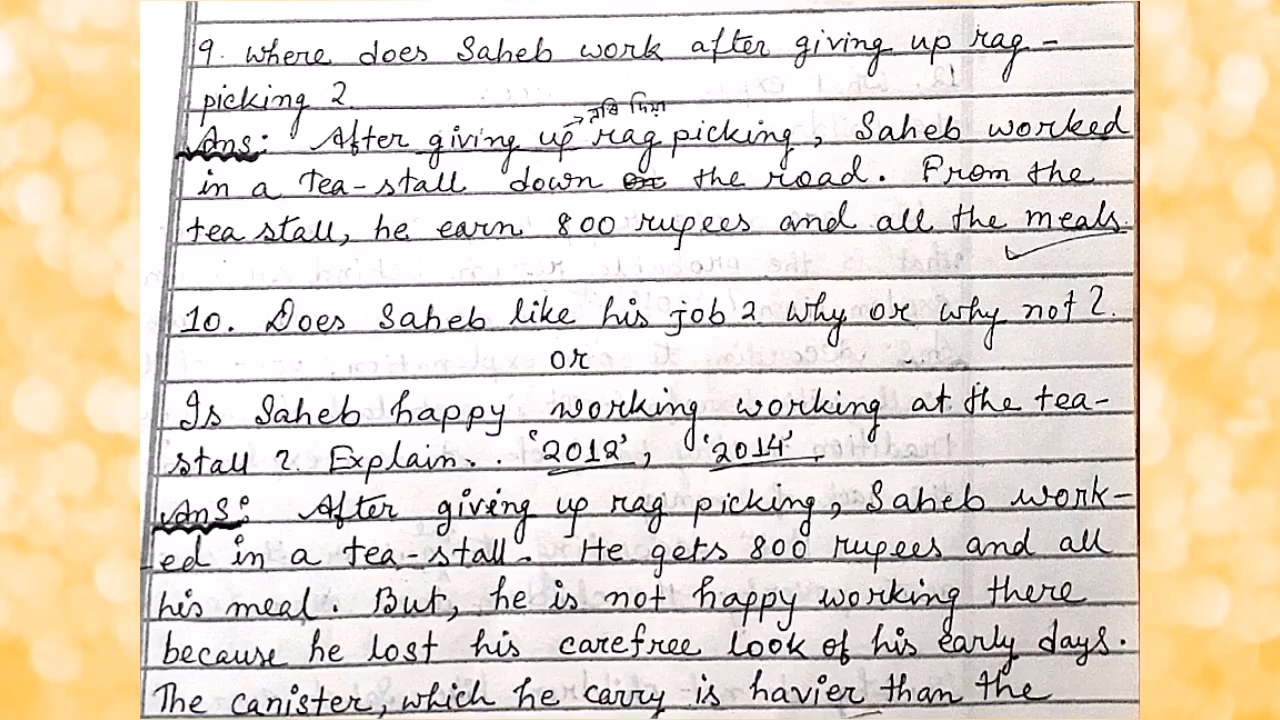 9. Where does Saheb work after giving up rag-
picking?
→ নাবি দিয়া
Ans: After giving up rag picking, Saheb worked
in a tea-stall down the road. From the
tea stall, he earn 800 rupees and all the meals.
10. Does Saheb like his job? Why or why not?
or
Is Saheb happy working working at the tea-
stall? Explain. '2012', '2014'.
Ans: After giving up rag picking, Saheb work-
ed in a tea-stall. He gets 800 rupees and all
his meal. But, he is not happy working there
because he lost his carefree look of his early days.
The canister, which he carry is havier than the